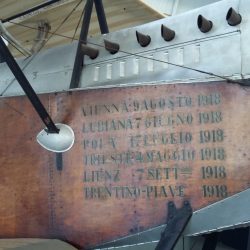 VIENNA 9 AGOSTO 1918
LUBIANA 7 GIUGNO 1918
POLA 17 LUGLIO 1918
TRIESTE 4 MAGGIO 1918
LIENZ 7 SETT 1918
TRENTINO-PIAVE 1918